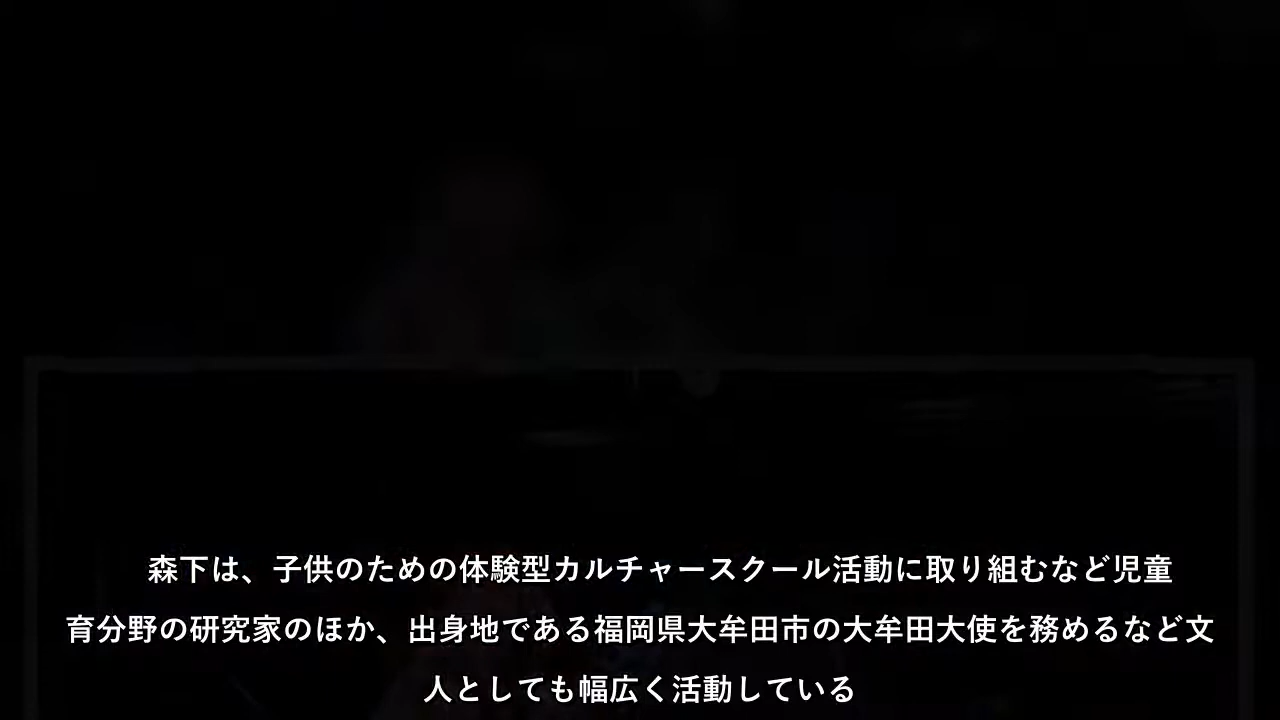 森下は、子供のための体験型カルチャースクール活動に取り組むなど児童
育分野の研究家のほか、出身地である福岡県大牟田市の大牟田大使を務めるなど文
人としても幅広く活動している